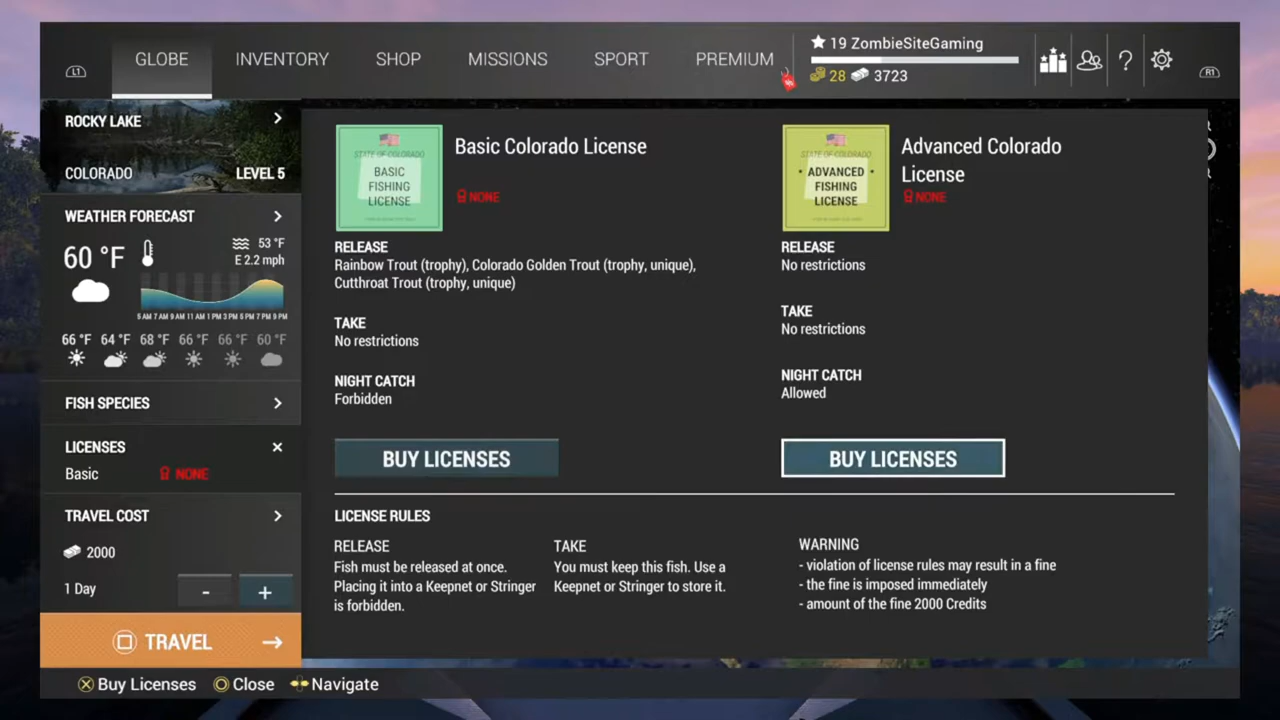 L1
GLOBE
INVENTORY
SHOP
MISSIONS
SPORT
PREMIUM
19 ZombieSiteGaming
28 3723
?
R1
ROCKY LAKE
COLORADO LEVEL 5
WEATHER FORECAST
60 °F
53 °F
E 2.2 mph
5 AM 7 AM 9 AM 11 AM 1 PM 3 PM 5 PM 7 PM 9 PM
66 °F 64 °F 68 °F 66 °F 66 °F 60 °F
FISH SPECIES
LICENSES
Basic NONE
TRAVEL COST
2000
1 Day - +
TRAVEL
STATE OF COLORADO
BASIC
FISHING
LICENSE
Basic Colorado License
NONE
RELEASE
Rainbow Trout (trophy), Colorado Golden Trout (trophy, unique),
Cutthroat Trout (trophy, unique)
TAKE
No restrictions
NIGHT CATCH
Forbidden
BUY LICENSES
STATE OF COLORADO
• ADVANCED •
FISHING
LICENSE
Advanced Colorado
License
NONE
RELEASE
No restrictions
TAKE
No restrictions
NIGHT CATCH
Allowed
BUY LICENSES
LICENSE RULES
RELEASE
Fish must be released at once.
Placing it into a Keepnet or Stringer
is forbidden.
TAKE
You must keep this fish. Use a
Keepnet or Stringer to store it.
WARNING
- violation of license rules may result in a fine
- the fine is imposed immediately
- amount of the fine 2000 Credits
Buy Licenses Close Navigate